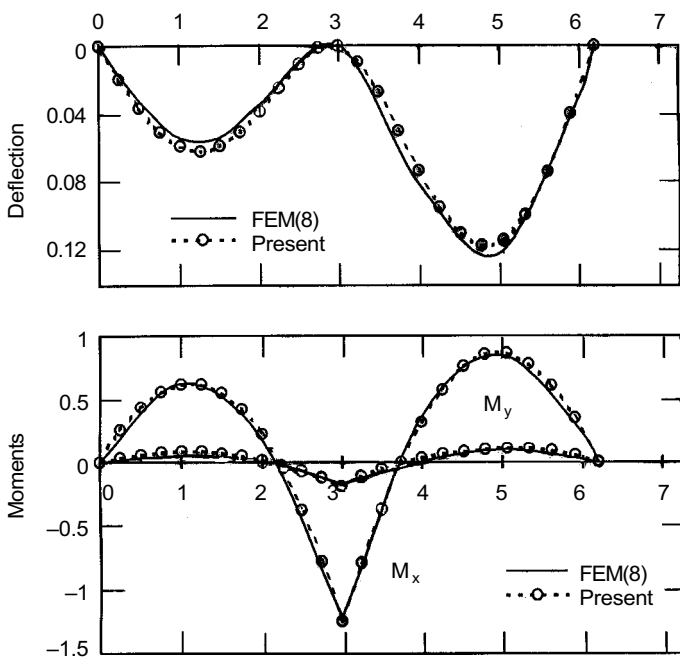 0 1 2 3 4 5 6 7
0
0.04
0.08
0.12
Deflection
FEM(8)
Present
1
0.5
0
–0.5
–1
–1.5
Moments
0 1 2 3 4 5 6 7
My
Mx
FEM(8)
Present